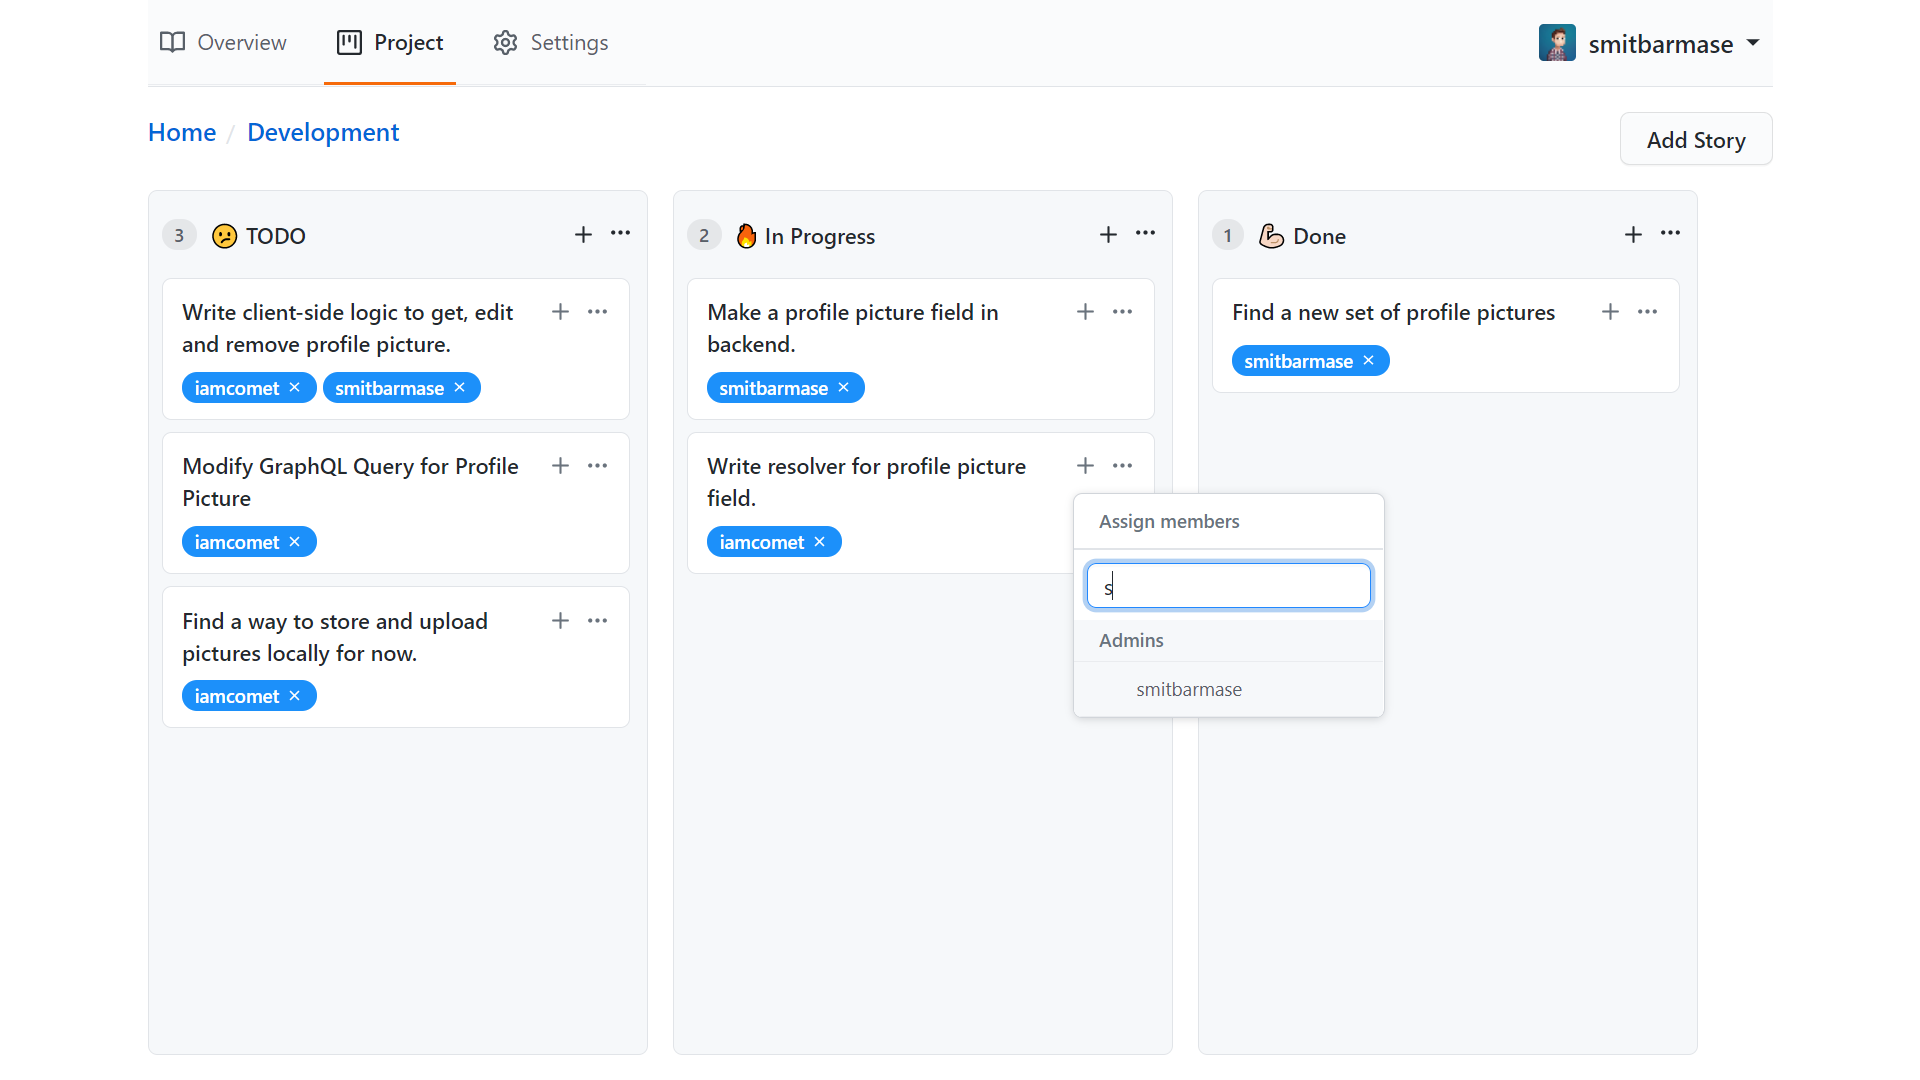 Overview
Project
Settings
smitbarmase
Home / Development
Add Story
3 😕 TODO
Write client-side logic to get, edit
and remove profile picture.
iamcomet ×
smitbarmase ×
Modify GraphQL Query for Profile
Picture
iamcomet ×
Find a way to store and upload
pictures locally for now.
iamcomet ×
2 🔥 In Progress
Make a profile picture field in
backend.
smitbarmase ×
Write resolver for profile picture
field.
iamcomet ×
Assign members
s
Admins
smitbarmase
1 💪🏻 Done
Find a new set of profile pictures
smitbarmase ×